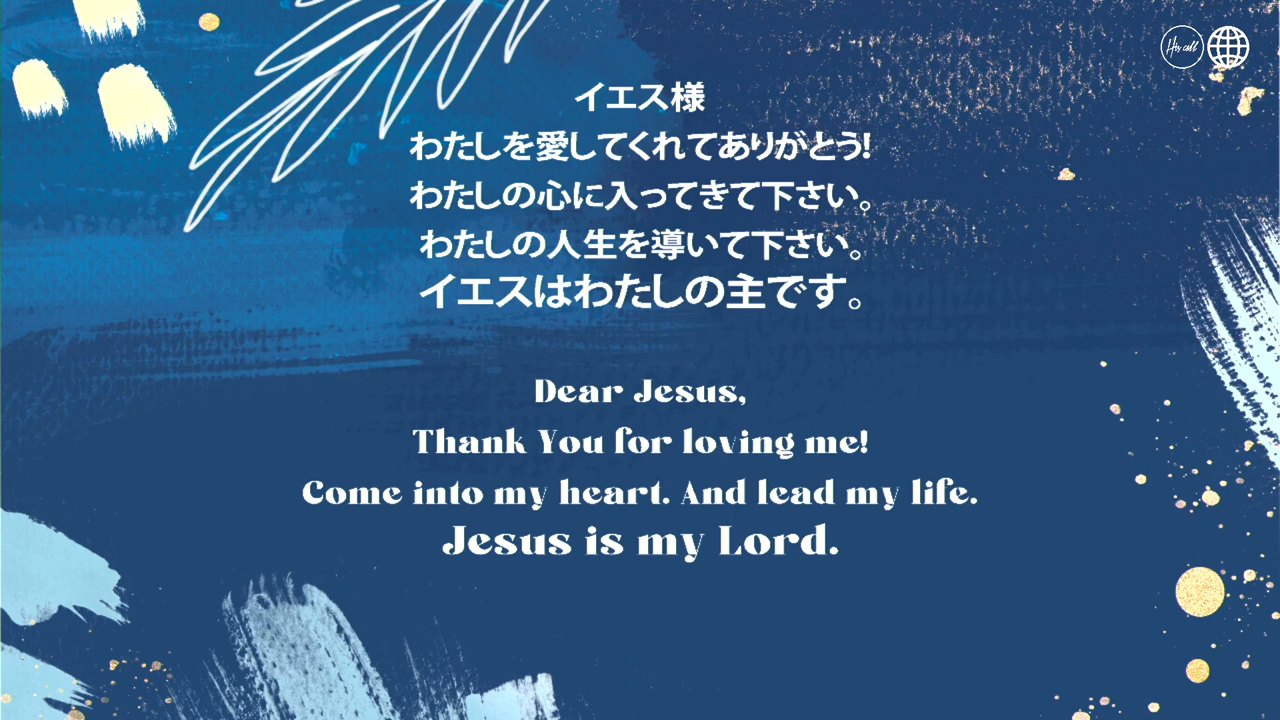 His call
イエス様
わたしを愛してくれてありがとう!
わたしの心に入ってきて下さい。
わたしの人生を導いて下さい。
イエスはわたしの主です。
Dear Jesus,
Thank You for loving me!
Come into my heart. And lead my life.
Jesus is my Lord.